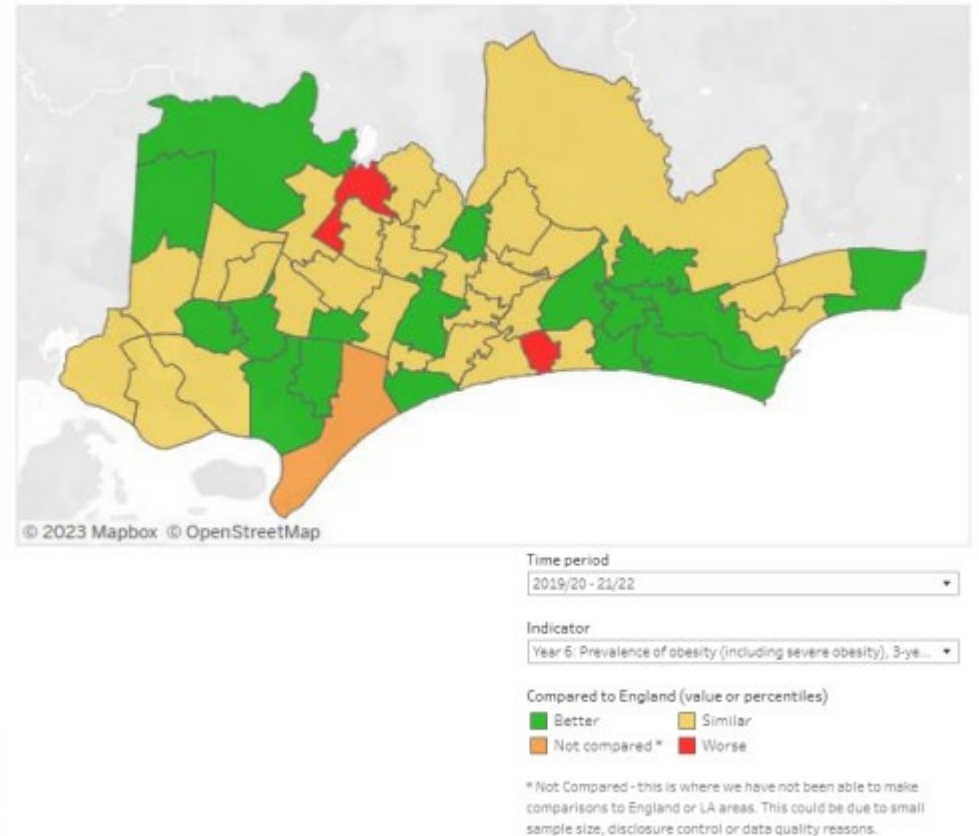 © 2023 Mapbox © OpenStreetMap
Time period
2019/20 - 21/22
Indicator
Year 6: Prevalence of obesity (including severe obesity), 3-ye...
Compared to England (value or percentiles)
Better Similar
Not compared * Worse
* Not Compared - this is where we have not been able to make
comparisons to England or LA areas. This could be due to small
sample size, disclosure control or data quality reasons.